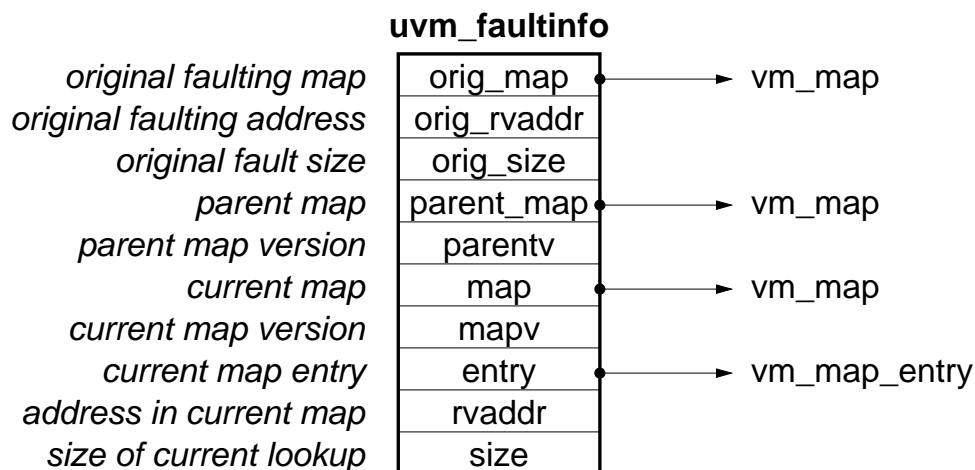 uvm_faultinfo
original faulting map orig_map vm_map
original faulting address orig_rvaddr
original fault size orig_size
parent map parent_map vm_map
parent map version parentv
current map map vm_map
current map version mapv
current map entry entry vm_map_entry
address in current map rvaddr
size of current lookup size